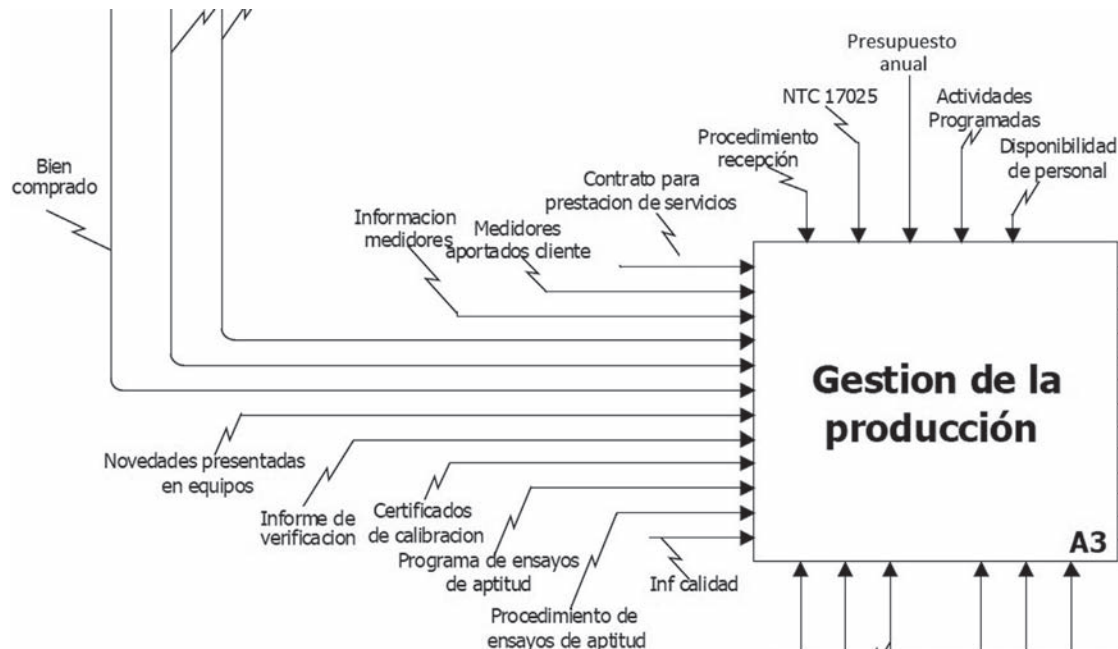 Presupuesto
anual
NTC 17025
Actividades
Programadas
Procedimiento
recepción
Disponibilidad
de personal
Bien
comprado
Contrato para
prestacion de servicios
Informacion
medidores
Medidores
aportados cliente
Gestion de la
producción
Novedades presentadas
en equipos
Informe de
verificacion
Certificados
de calibracion
Programa de ensayos
de aptitud
Procedimiento de
ensayos de aptitud
Inf calidad
A3